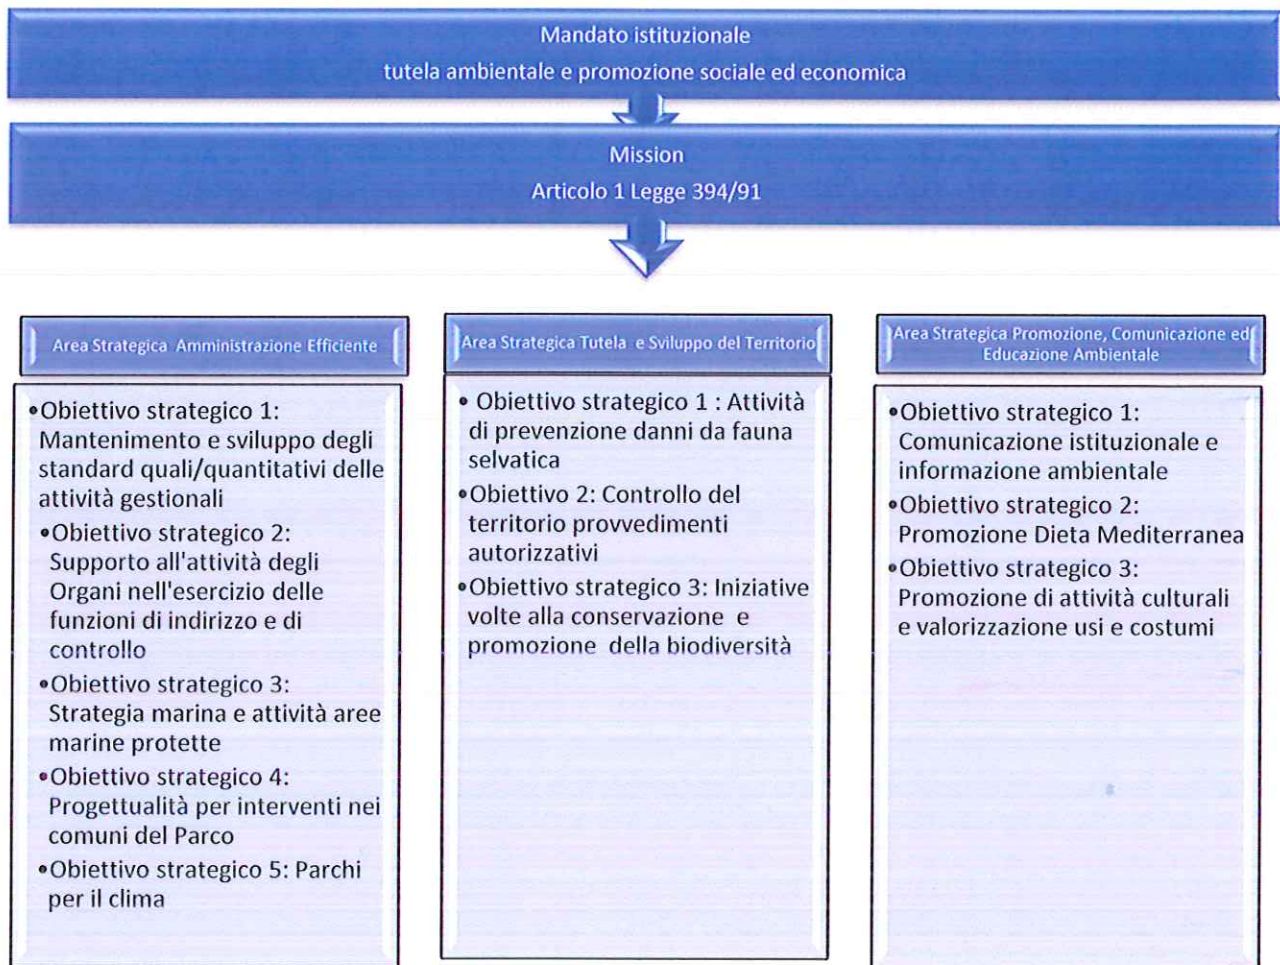 Mandato istituzionale
tutela ambientale e promozione sociale ed economica
Mission
Articolo 1 Legge 394/91
Area Strategica Amministrazione Efficiente
•Obiettivo strategico 1:
Mantenimento e sviluppo degli
standard quali/quantitativi delle
attività gestionali
•Obiettivo strategico 2:
Supporto all'attività degli
Organi nell'esercizio delle
funzioni di indirizzo e di
controllo
•Obiettivo strategico 3:
Strategia marina e attività aree
marine protette
•Obiettivo strategico 4:
Progettualità per interventi nei
comuni del Parco
•Obiettivo strategico 5: Parchi
per il clima
Area Strategica Tutela e Sviluppo del Territorio
• Obiettivo strategico 1 : Attività
di prevenzione danni da fauna
selvatica
•Obiettivo 2: Controllo del
territorio provvedimenti
autorizzativi
•Obiettivo strategico 3: Iniziative
volte alla conservazione e
promozione della biodiversità
Area Strategica Promozione, Comunicazione ed
Educazione Ambientale
•Obiettivo strategico 1:
Comunicazione istituzionale e
informazione ambientale
•Obiettivo strategico 2:
Promozione Dieta Mediterranea
•Obiettivo strategico 3:
Promozione di attività culturali
e valorizzazione usi e costumi